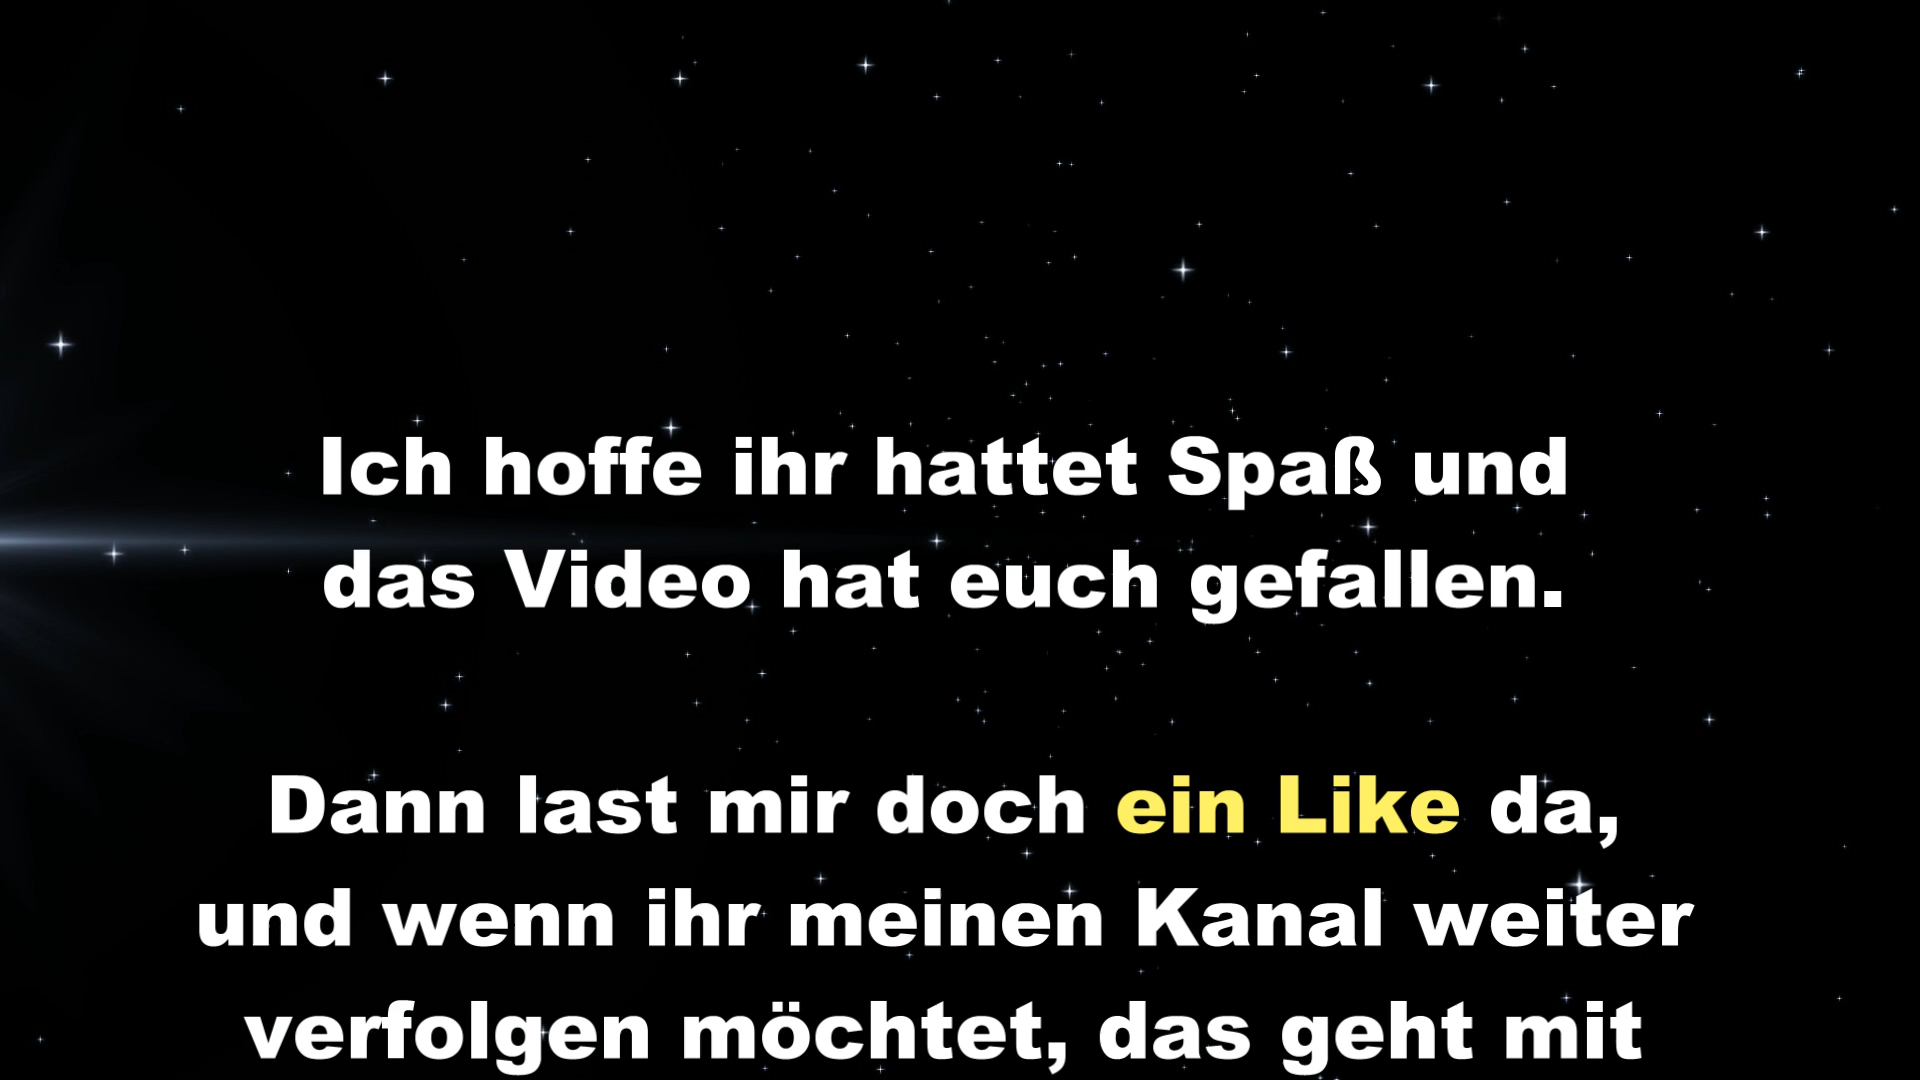 Ich hoffe ihr hattet Spaß und
das Video hat euch gefallen.
Dann last mir doch ein Like da,
und wenn ihr meinen Kanal weiter
verfolgen möchtet, das geht mit